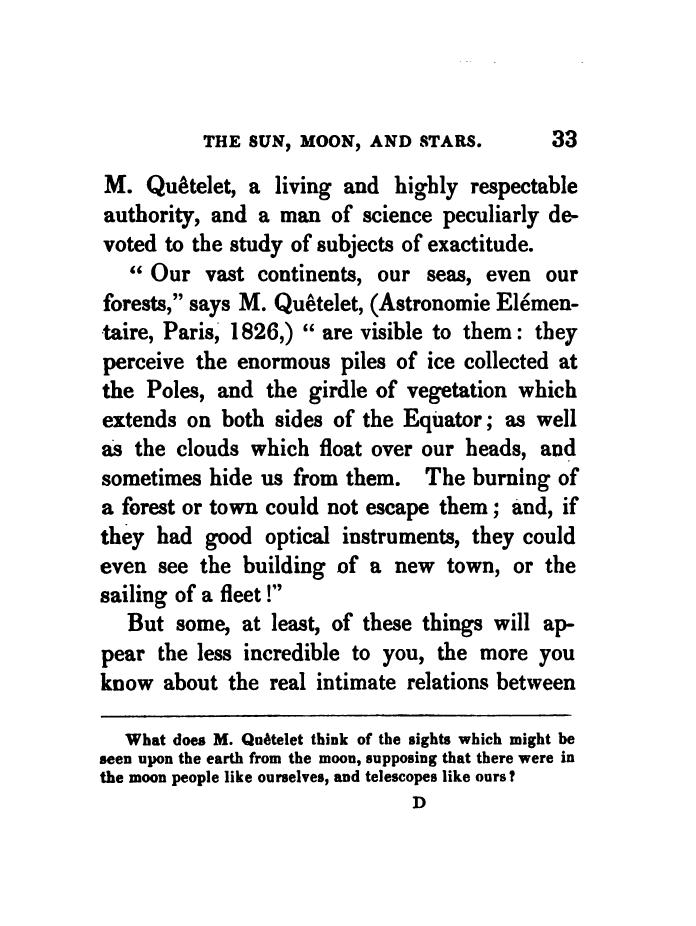 THE SUN, MOON, AND STARS. 33
M. Quêtelet, a living and highly respectable
authority, and a man of science peculiarly de-
voted to the study of subjects of exactitude.
“ Our vast continents, our seas, even our
forests,” says M. Quêtelet, (Astronomie Elémen-
taire, Paris, 1826,) “ are visible to them : they
perceive the enormous piles of ice collected at
the Poles, and the girdle of vegetation which
extends on both sides of the Equator ; as well
as the clouds which float over our heads, and
sometimes hide us from them. The burning of
a forest or town could not escape them ; and, if
they had good optical instruments, they could
even see the building of a new town, or the
sailing of a fleet !”
But some, at least, of these things will ap-
pear the less incredible to you, the more you
know about the real intimate relations between
What does M. Quêtelet think of the sights which might be
seen upon the earth from the moon, supposing that there were in
the moon people like ourselves, and telescopes like ours ?
D